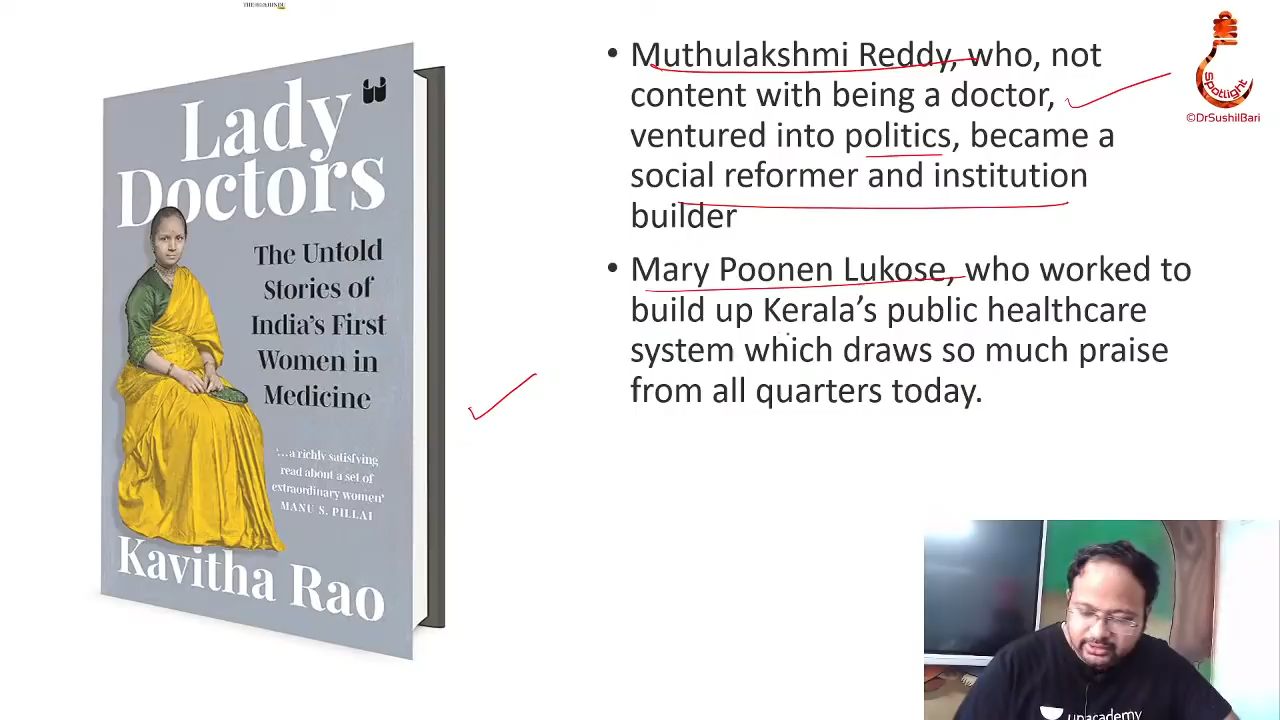 THE HINDU
Lady
Doctors
The Untold
Stories of
India's First
Women in
Medicine
'...a richly satisfying
read about a set of
extraordinary women'
MANU S. PILLAI
Kavitha Rao
• Muthulakshmi Reddy, who, not
content with being a doctor,
ventured into politics, became a
social reformer and institution
builder
• Mary Poonen Lukose, who worked to
build up Kerala’s public healthcare
system which draws so much praise
from all quarters today.
Spotlight
©DrSushilBari
unacademy